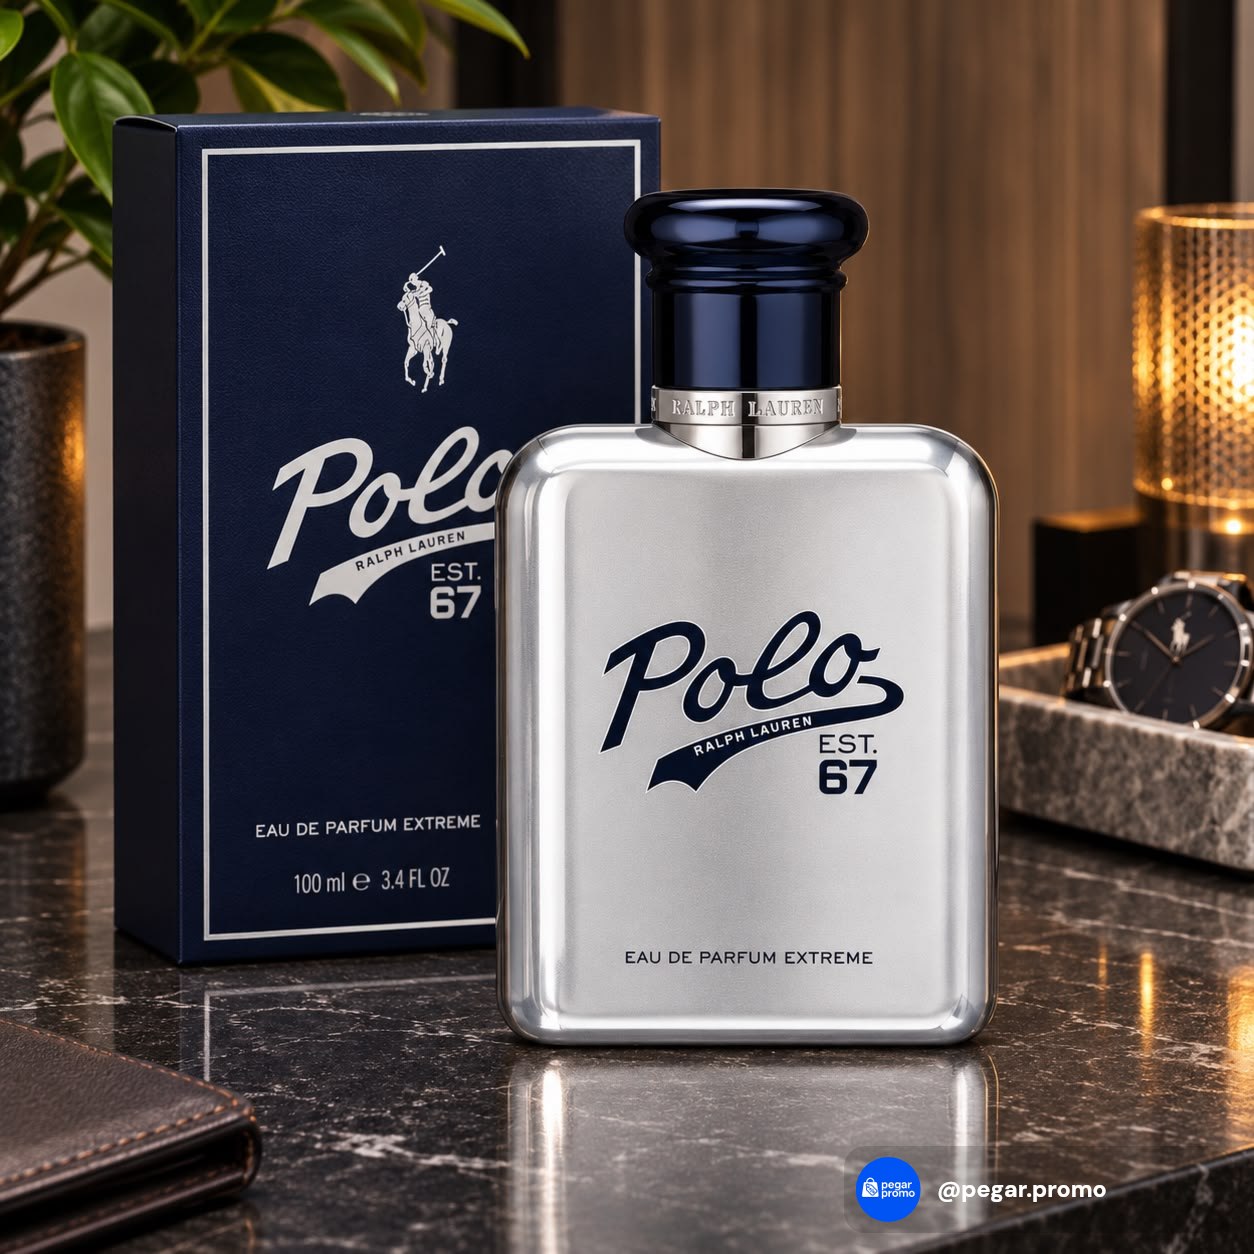 Polo
RALPH LAUREN
EST.
67
EAU DE PARFUM EXTREME
100 ml e 3.4 FL OZ
RALPH LAUREN
Polo
RALPH LAUREN
EST.
67
EAU DE PARFUM EXTREME
pegar
promo
@pegar.promo